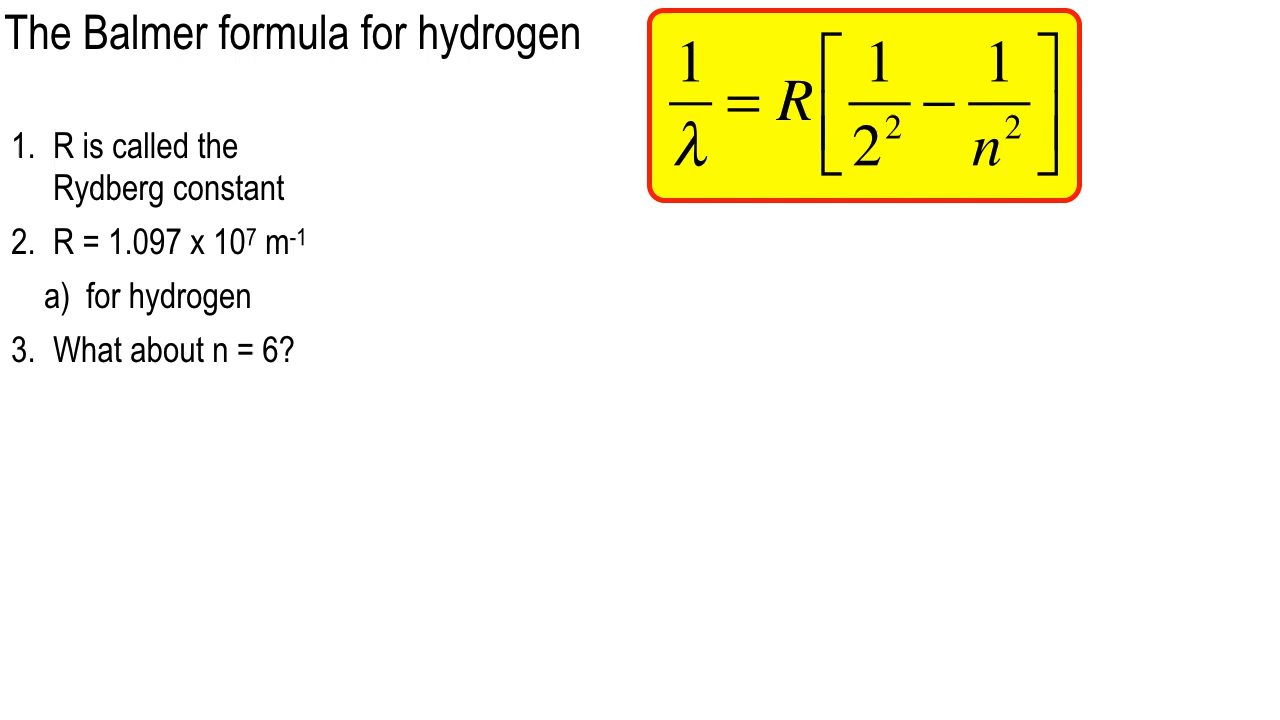 The Balmer formula for hydrogen
1/λ = R[1/2² − 1/n²]
1. R is called the
Rydberg constant
2. R = 1.097 x 10⁷ m⁻¹
a) for hydrogen
3. What about n = 6?